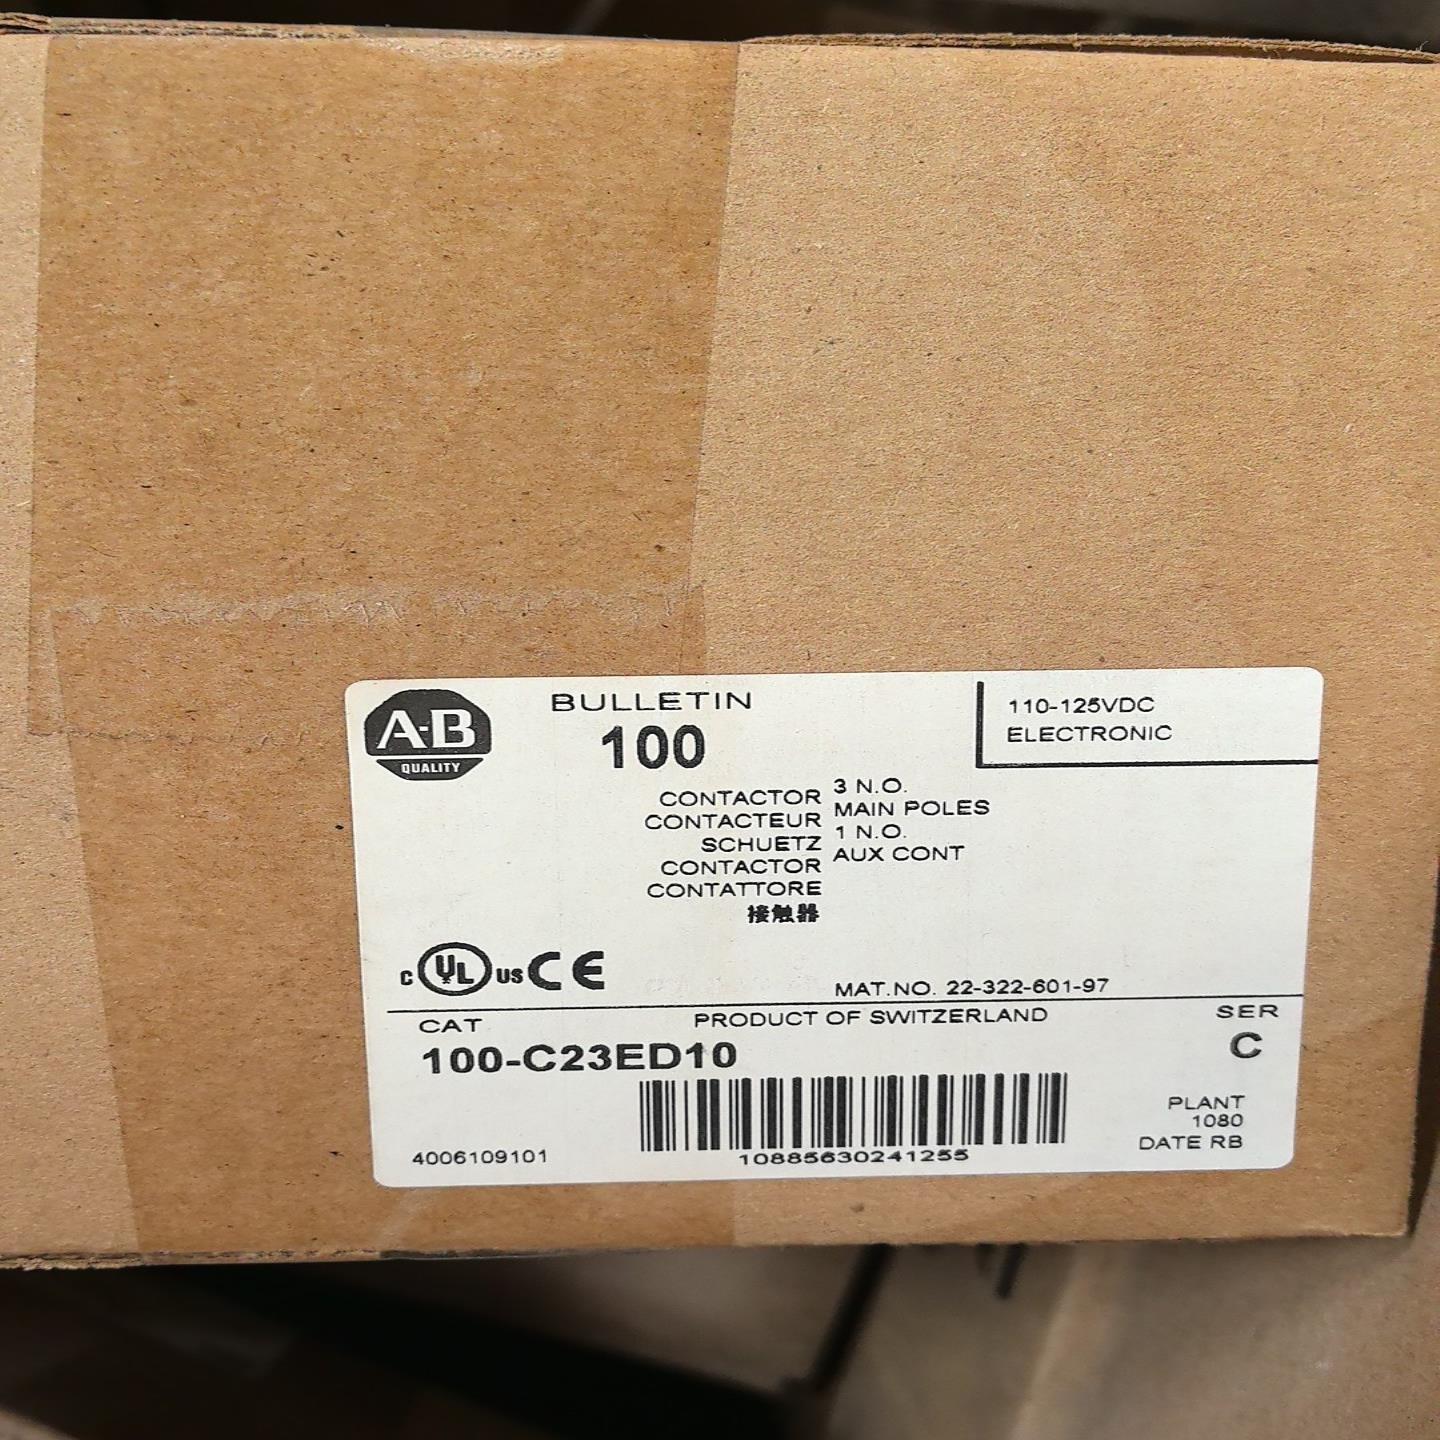 A-B
QUALITY
BULLETIN
100
110-125VDC
ELECTRONIC
CONTACTOR
CONTACTEUR
SCHUETZ
CONTACTOR
CONTATTORE
接触器
3 N.O.
MAIN POLES
1 N.O.
AUX CONT
C UL US CE
MAT.NO. 22-322-601-97
CAT
PRODUCT OF SWITZERLAND
SER
100-C23ED10
C
PLANT
1080
DATE RB
4006109101
10885630241255